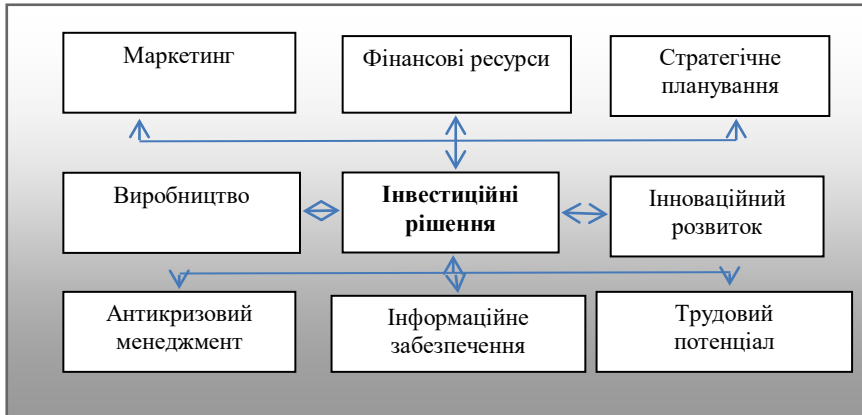 Маркетинг
Фінансові ресурси
Стратегічне
планування
Виробництво
Інвестиційні
рішення
Інноваційний
розвиток
Антикризовий
менеджмент
Інформаційне
забезпечення
Трудовий
потенціал